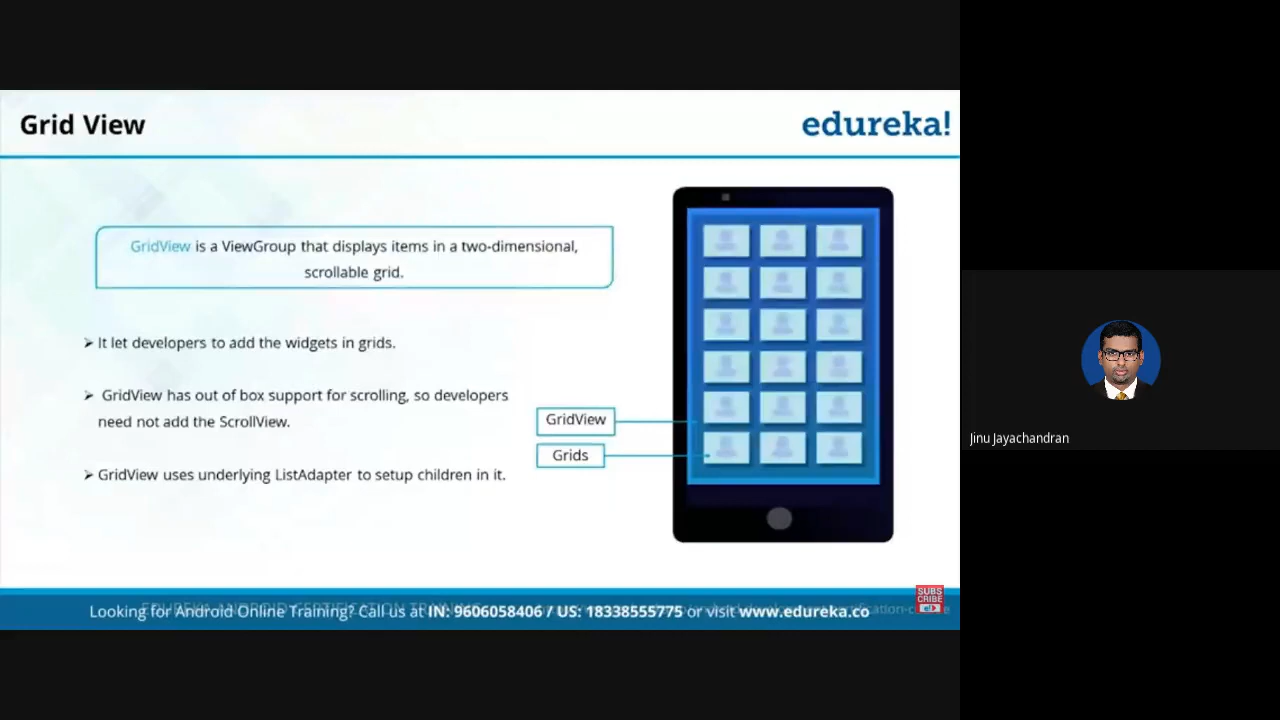 Grid View
edureka!
GridView is a ViewGroup that displays items in a two-dimensional,
scrollable grid.
➢ It let developers to add the widgets in grids.
➢ GridView has out of box support for scrolling, so developers
need not add the ScrollView.
➢ GridView uses underlying ListAdapter to setup children in it.
GridView
Grids
Jinu Jayachandran
SUBS
CRIBE
e!
Looking for Android Online Training? Call us at IN: 9606058406 / US: 18338555775 or visit www.edureka.co